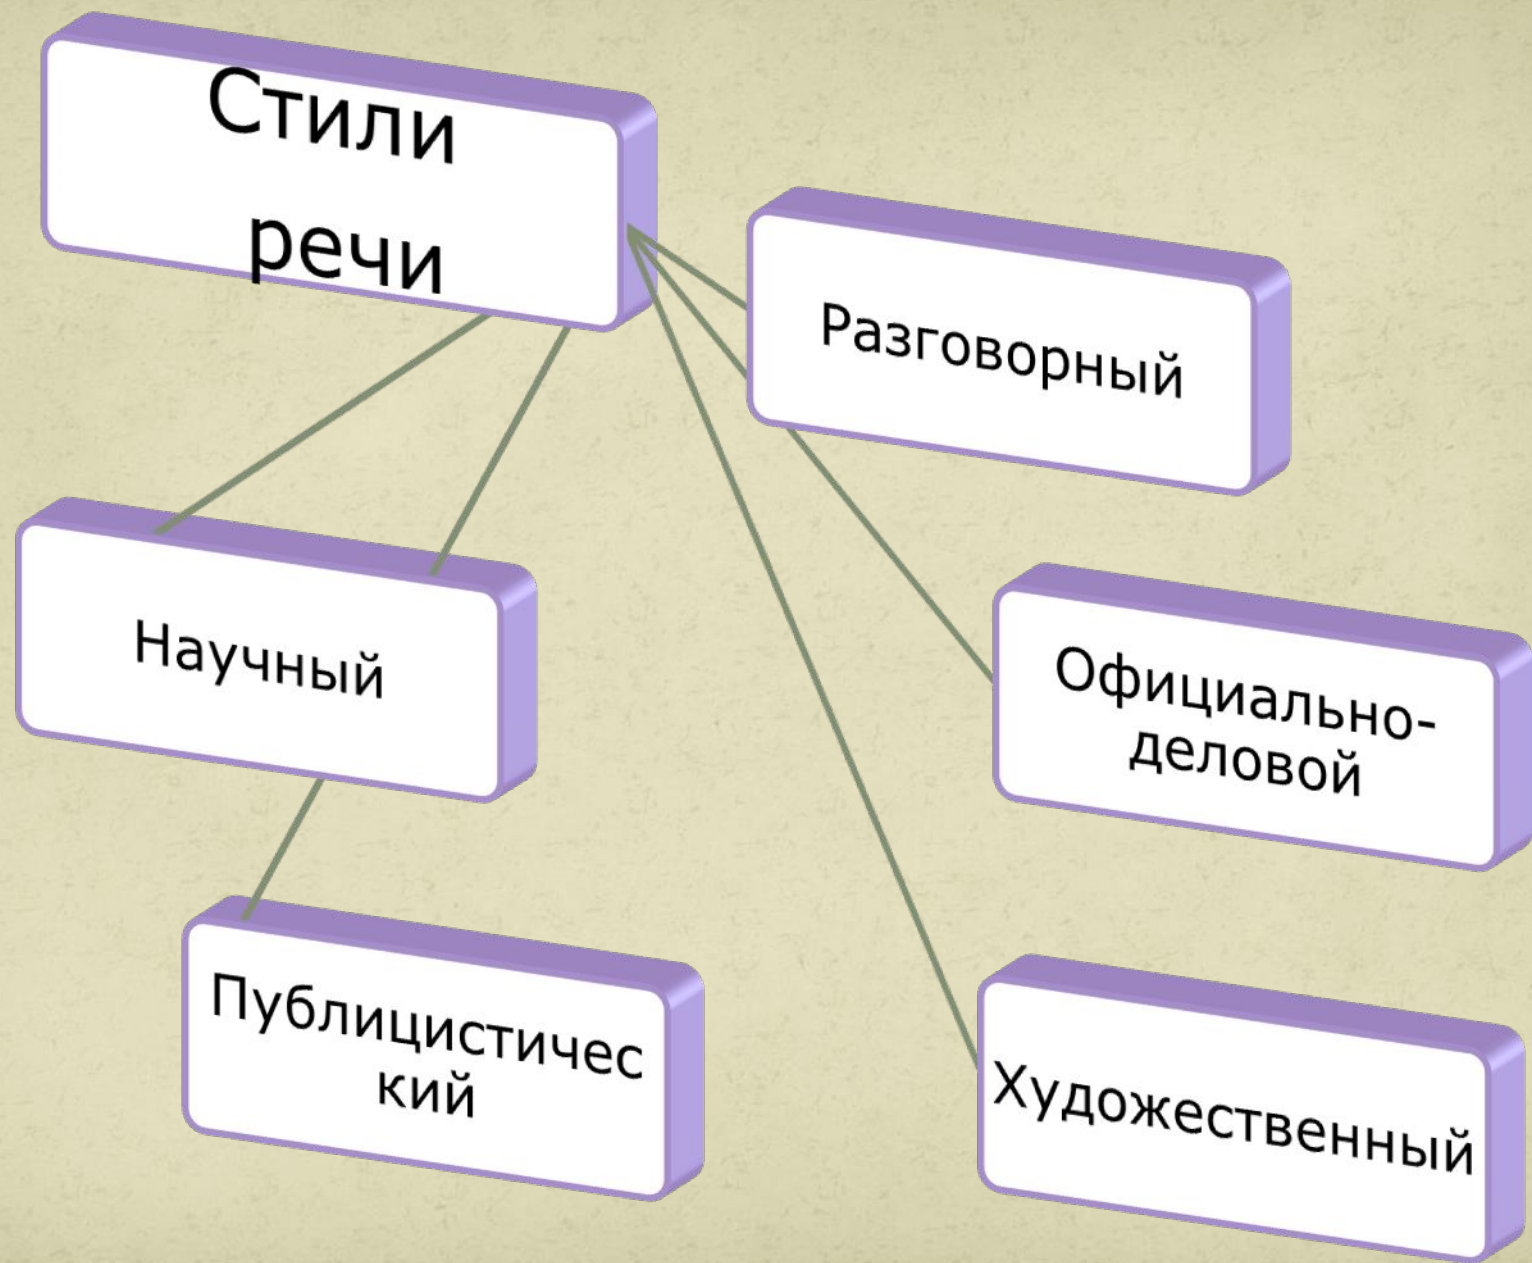 Стили
речи
Разговорный
Научный
Официально-
деловой
Публицистичес
кий
Художественный